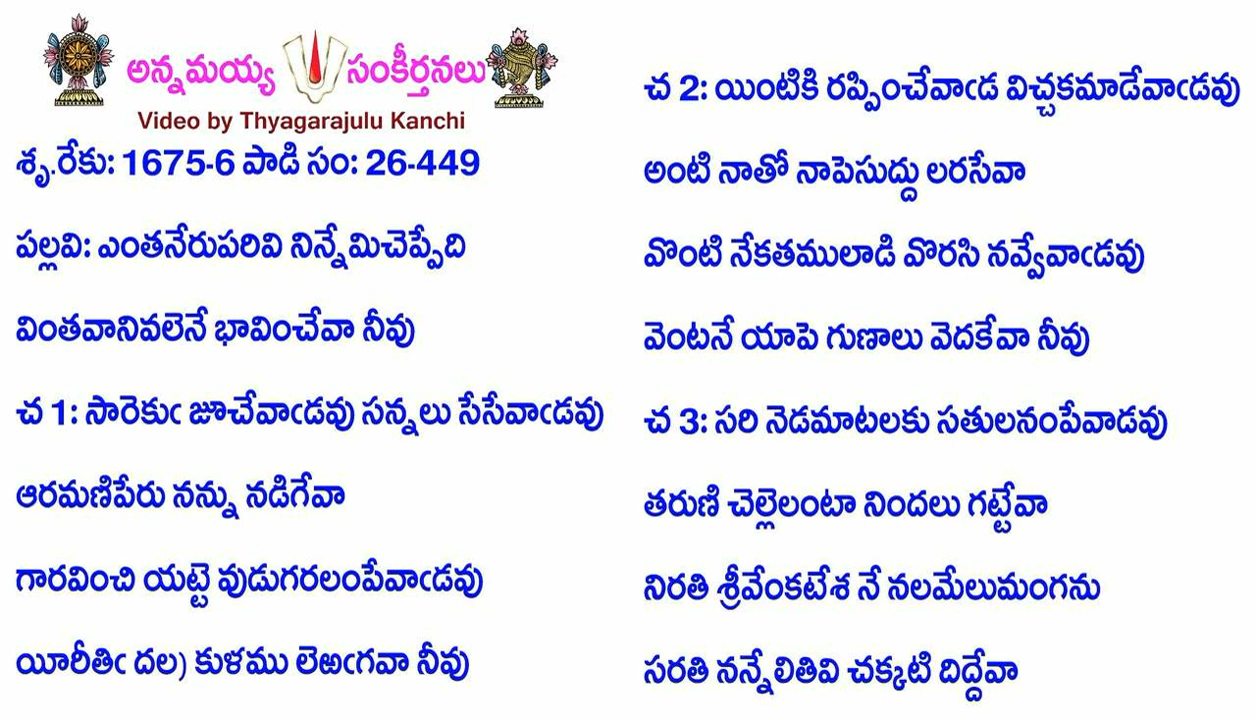 అన్నమయ్య సంకీర్తనలు
Video by Thyagarajulu Kanchi
శృ.రేకు: 1675-6 పాడి సం: 26-449
పల్లవి: ఎంతనేరుపరివి నిన్నేమిచెప్పేది
వింతవానివలెనే భావించేవా నీవు
చ 1: సారెకుఁ జూచేవాఁడవు సన్నలు సేసేవాఁడవు
ఆరమణిపేరు నన్ను నడిగేవా
గారవించి యట్టె వుడుగరలంపేవాఁడవు
యీరీతిఁ దల) కుళము లెఱఁగవా నీవు
చ 2: యింటికి రప్పించేవాఁడ విచ్చకమాడేవాఁడవు
అంటి నాతో నాపెసుద్దు లరసేవా
వొంటి నేకతములాడి వొరసి నవ్వేవాఁడవు
వెంటనే యాపె గుణాలు వెదకేవా నీవు
చ 3: సరి నెడమాటలకు సతులనంపేవాడవు
తరుణి చెల్లెలంటా నిందలు గట్టేవా
నిరతి శ్రీవేంకటేశ నే నలమేలుమంగను
సరతి నన్నేలితివి చక్కటి దిద్దేవా